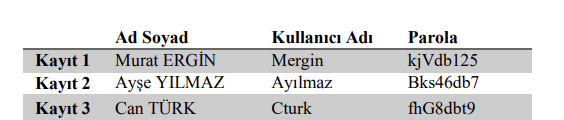 Ad Soyad Kullanıcı Adı Parola
Kayıt 1 Murat ERGİN Mergin kjVdb125
Kayıt 2 Ayşe YILMAZ Ayılmaz Bks46db7
Kayıt 3 Can TÜRK Cturk fhG8dbt9